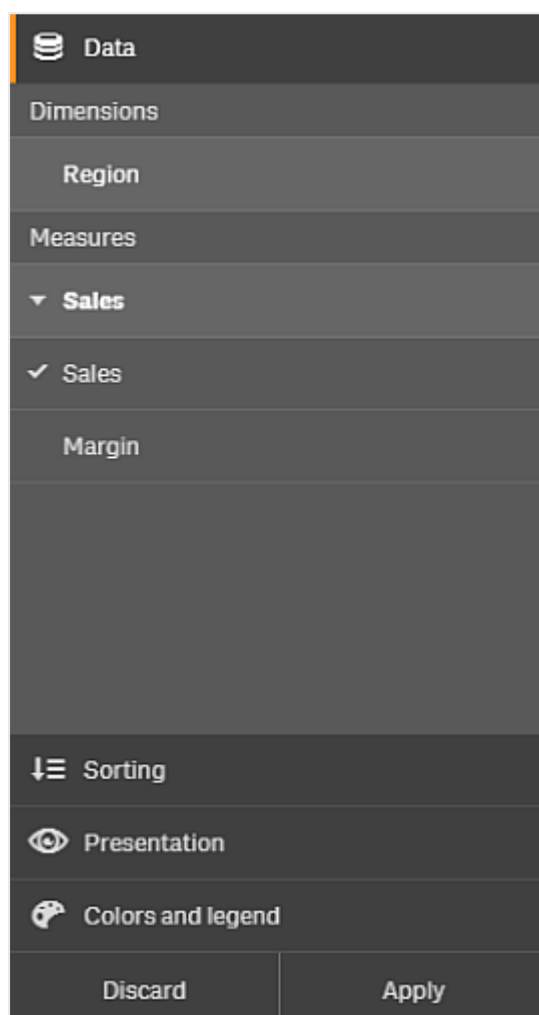 Data
Dimensions
Region
Measures
Sales
Sales
Margin
Sorting
Presentation
Colors and legend
Discard Apply